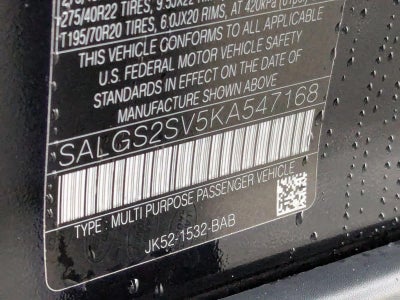 275/40R22 TIRES, 9.5JX22 RIMS,
T195/70R20 TIRES, 6.0JX20 RIMS, AT 420kPa
THIS VEHICLE CONFORMS TO ALL APPLICABLE
U.S. FEDERAL MOTOR VEHICLE SAFETY
STANDARDS IN EFFECT ON THE DATE OF
MANUFACTURE SHOWN ABOVE
SALGS2SV5KA547168
TYPE: MULTI PURPOSE PASSENGER VEHICLE
JK52-1532-BAB